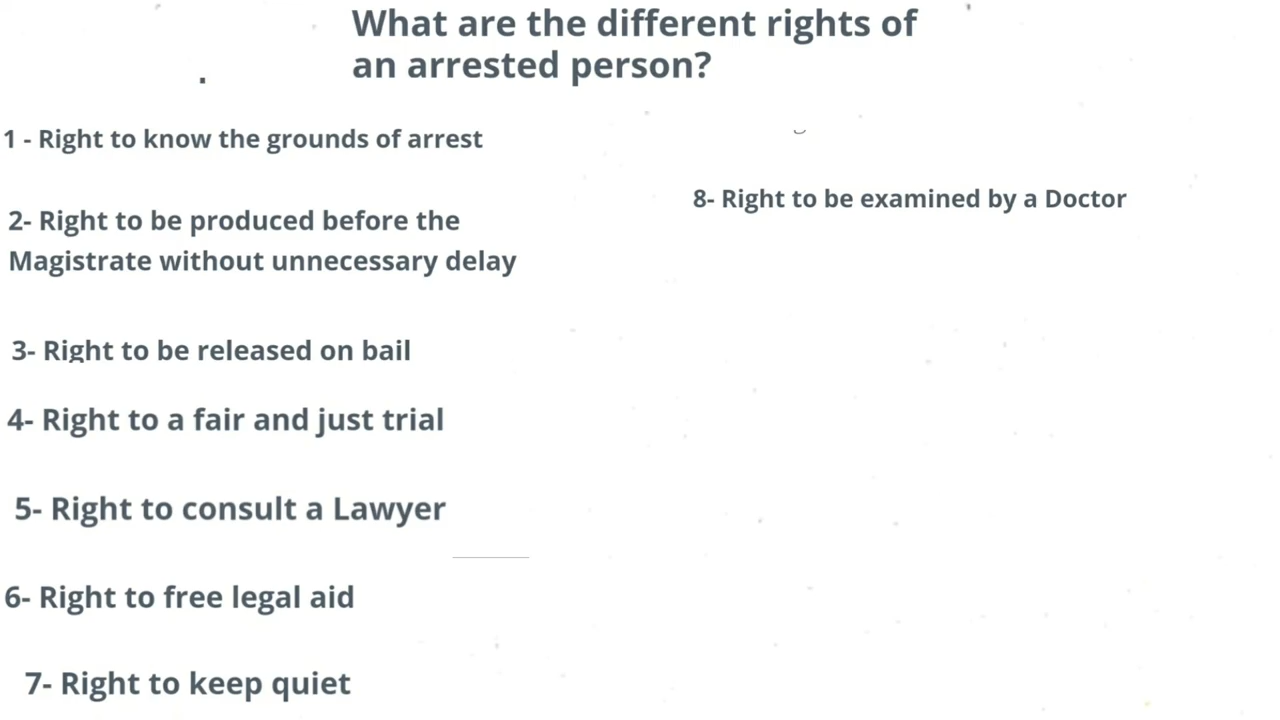 What are the different rights of
an arrested person?
1 - Right to know the grounds of arrest
2- Right to be produced before the
Magistrate without unnecessary delay
3- Right to be released on bail
4- Right to a fair and just trial
5- Right to consult a Lawyer
6- Right to free legal aid
7- Right to keep quiet
8- Right to be examined by a Doctor